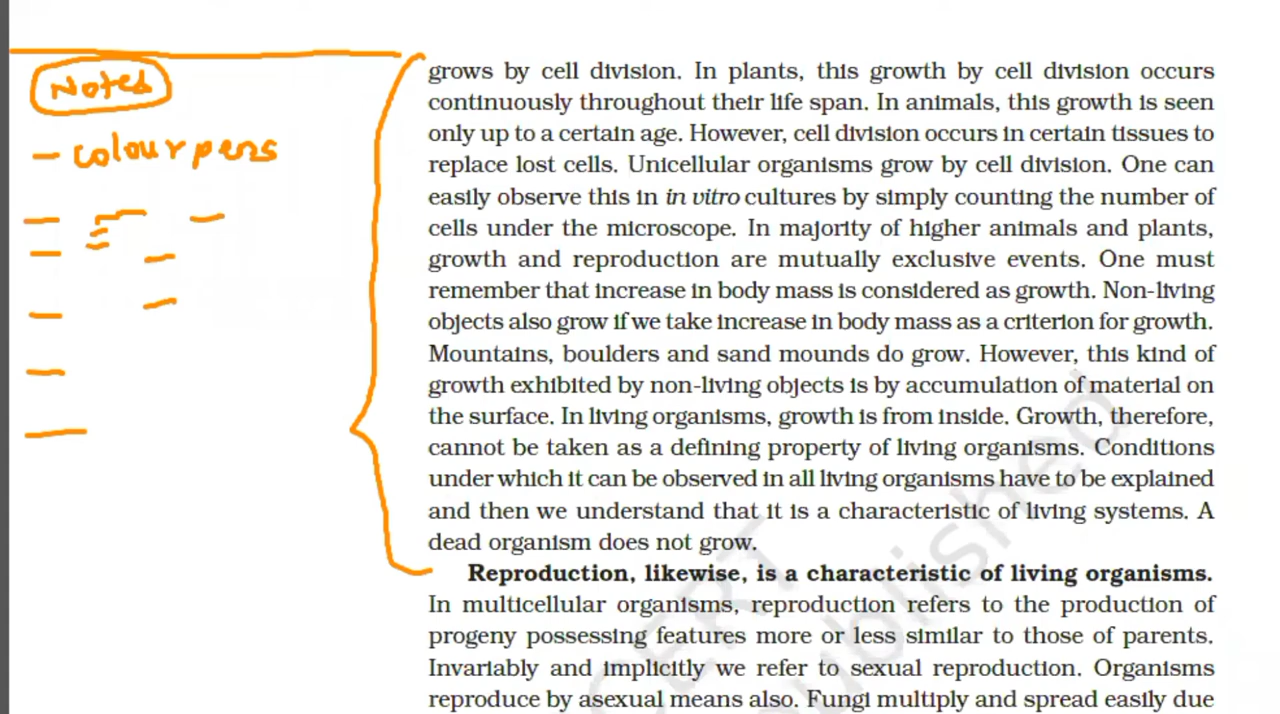 Notes
- colour pens
grows by cell division. In plants, this growth by cell division occurs
continuously throughout their life span. In animals, this growth is seen
only up to a certain age. However, cell division occurs in certain tissues to
replace lost cells. Unicellular organisms grow by cell division. One can
easily observe this in in vitro cultures by simply counting the number of
cells under the microscope. In majority of higher animals and plants,
growth and reproduction are mutually exclusive events. One must
remember that increase in body mass is considered as growth. Non-living
objects also grow if we take increase in body mass as a criterion for growth.
Mountains, boulders and sand mounds do grow. However, this kind of
growth exhibited by non-living objects is by accumulation of material on
the surface. In living organisms, growth is from inside. Growth, therefore,
cannot be taken as a defining property of living organisms. Conditions
under which it can be observed in all living organisms have to be explained
and then we understand that it is a characteristic of living systems. A
dead organism does not grow.
Reproduction, likewise, is a characteristic of living organisms.
In multicellular organisms, reproduction refers to the production of
progeny possessing features more or less similar to those of parents.
Invariably and implicitly we refer to sexual reproduction. Organisms
reproduce by asexual means also. Fungi multiply and spread easily due